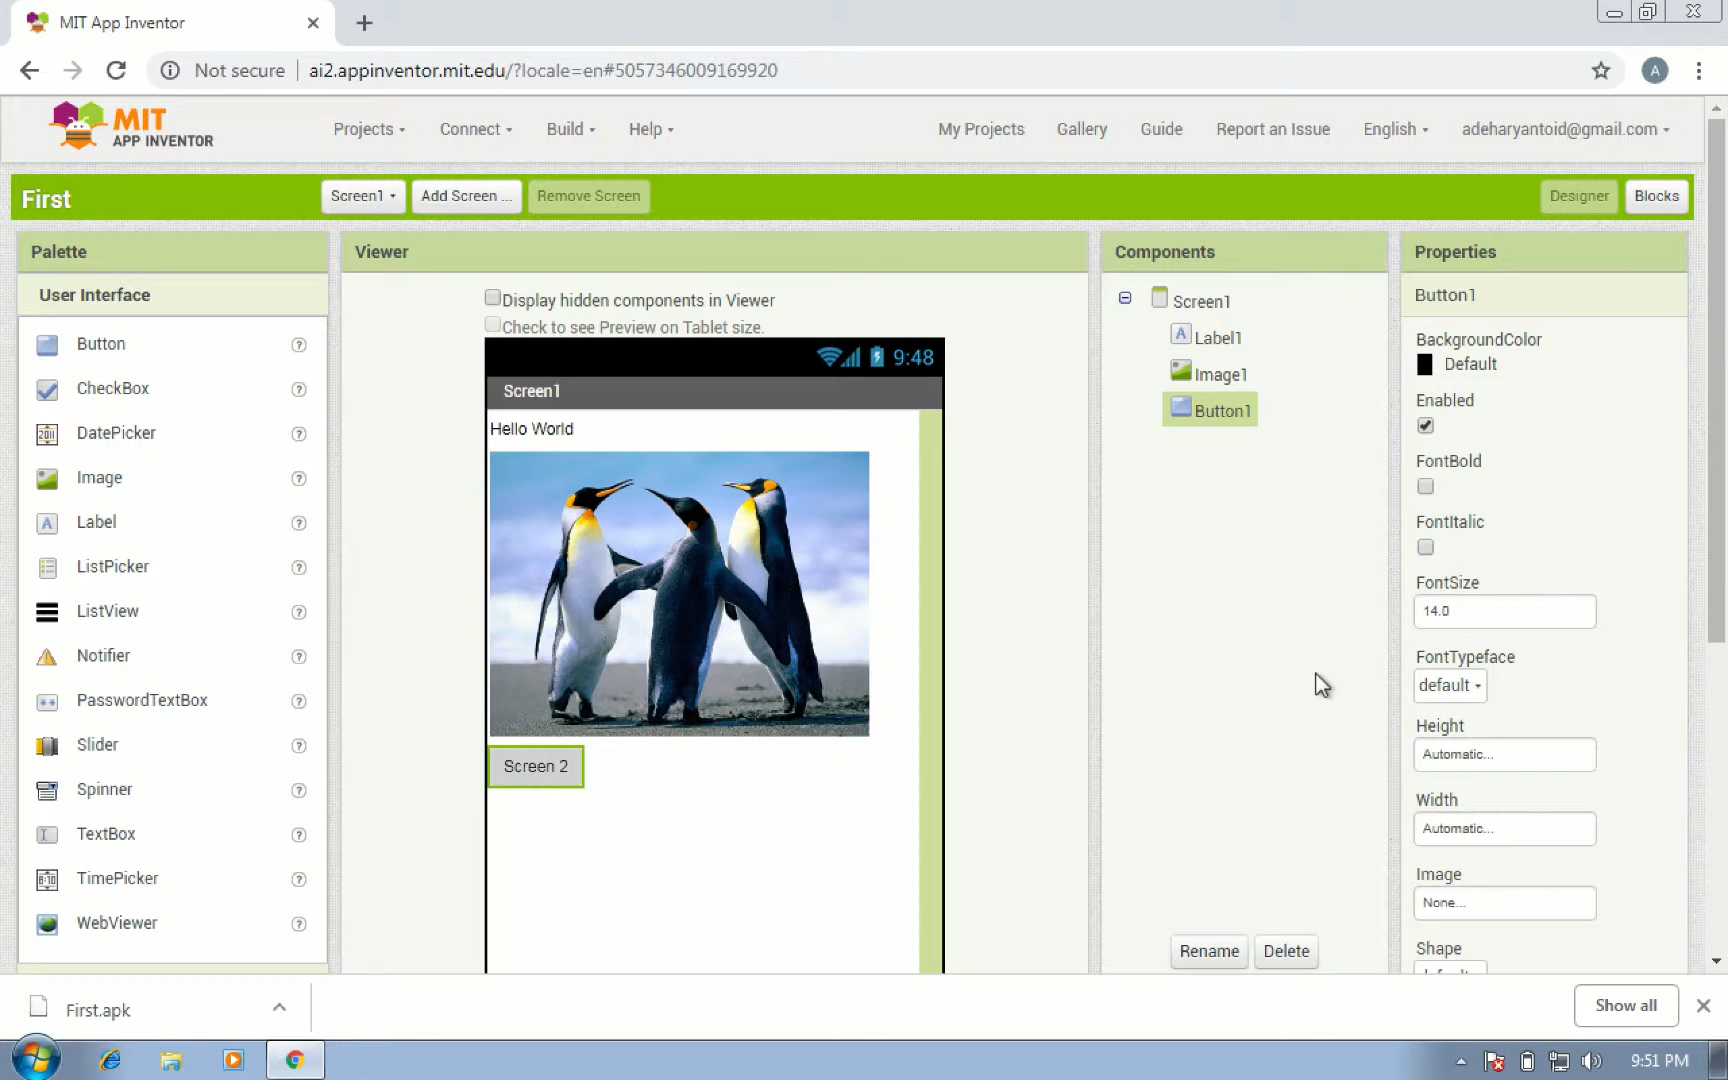 MIT App Inventor
Not secure
ai2.appinventor.mit.edu/?locale=en#5057346009169920
A
MIT
APP INVENTOR
Projects
Connect
Build
Help
My Projects
Gallery
Guide
Report an Issue
English
adeharyantoid@gmail.com
First
Screen1
Add Screen ...
Remove Screen
Designer
Blocks
Palette
Viewer
Components
Properties
User Interface
Button
?
CheckBox
?
DatePicker
?
Image
?
Label
?
ListPicker
?
ListView
?
Notifier
?
PasswordTextBox
?
Slider
?
Spinner
?
TextBox
?
TimePicker
?
WebViewer
?
Display hidden components in Viewer
Check to see Preview on Tablet size.
9:48
Screen1
Hello World
Screen 2
Screen1
Label1
Image1
Button1
Rename
Delete
Button1
BackgroundColor
Default
Enabled
FontBold
FontItalic
FontSize
14.0
FontTypeface
default
Height
Automatic...
Width
Automatic...
Image
None...
Shape
First.apk
Show all
9:51 PM